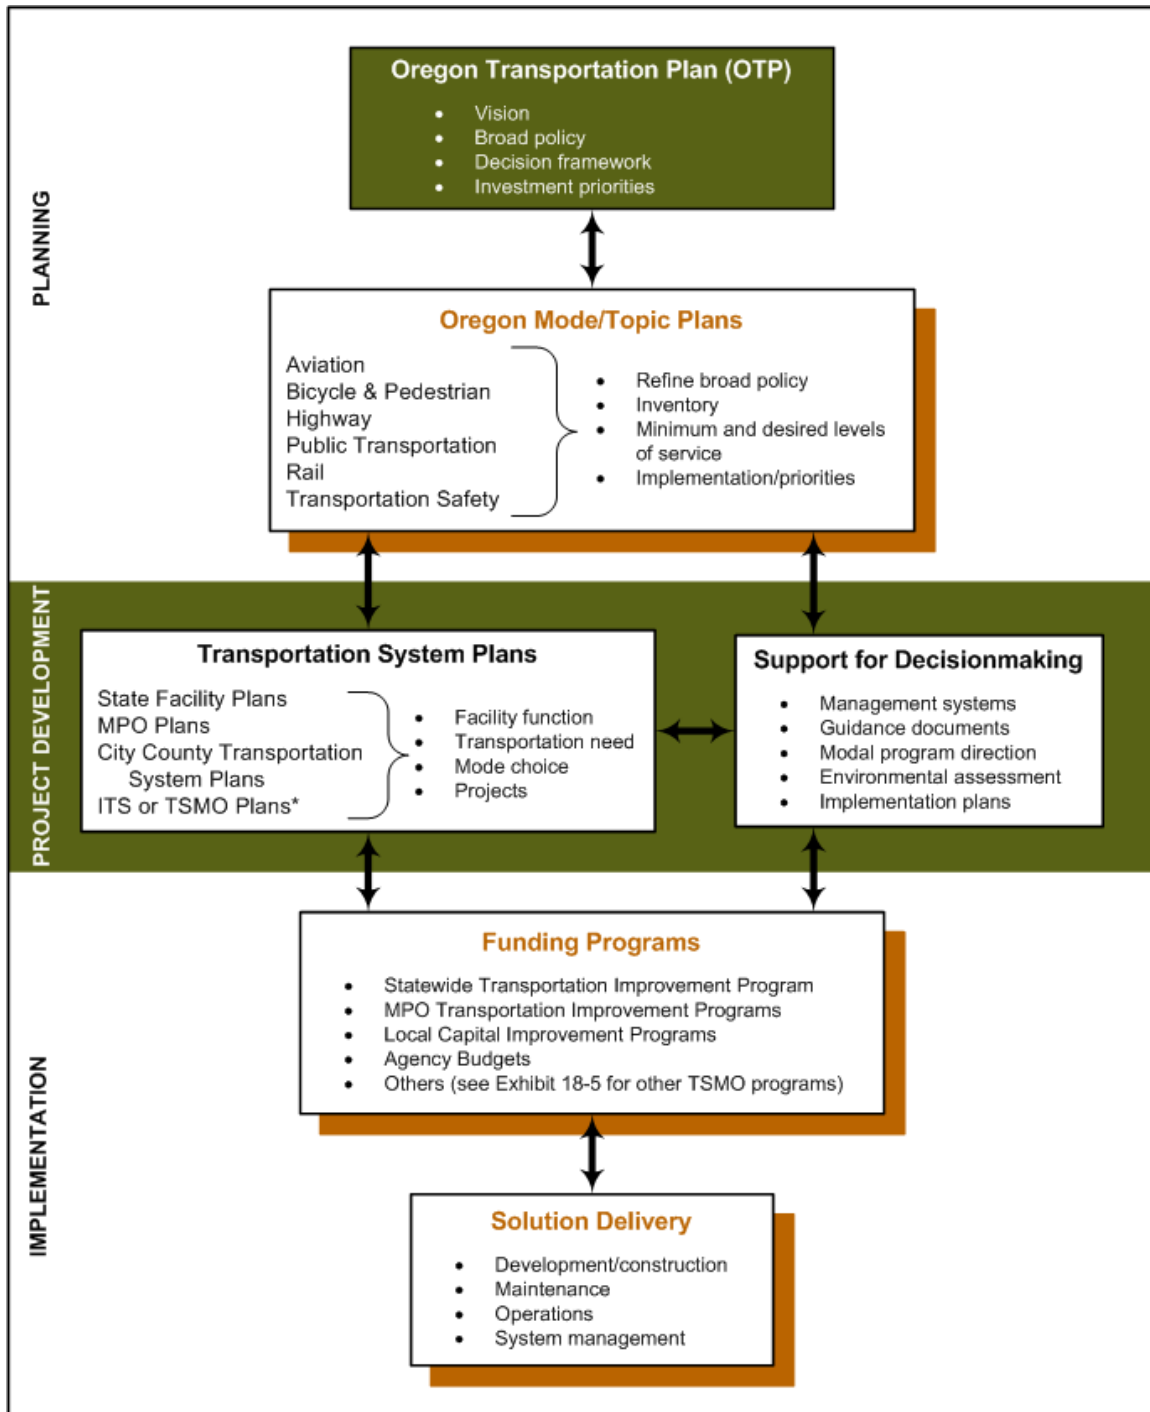 Oregon Transportation Plan (OTP)
• Vision
• Broad policy
• Decision framework
• Investment priorities
PLANNING
Oregon Mode/Topic Plans
Aviation
Bicycle & Pedestrian
Highway
Public Transportation
Rail
Transportation Safety
• Refine broad policy
• Inventory
• Minimum and desired levels
of service
• Implementation/priorities
PROJECT DEVELOPMENT
Transportation System Plans
State Facility Plans
MPO Plans
City County Transportation
System Plans
ITS or TSMO Plans*
• Facility function
• Transportation need
• Mode choice
• Projects
Support for Decisionmaking
• Management systems
• Guidance documents
• Modal program direction
• Environmental assessment
• Implementation plans
IMPLEMENTATION
Funding Programs
• Statewide Transportation Improvement Program
• MPO Transportation Improvement Programs
• Local Capital Improvement Programs
• Agency Budgets
• Others (see Exhibit 18-5 for other TSMO programs)
Solution Delivery
• Development/construction
• Maintenance
• Operations
• System management